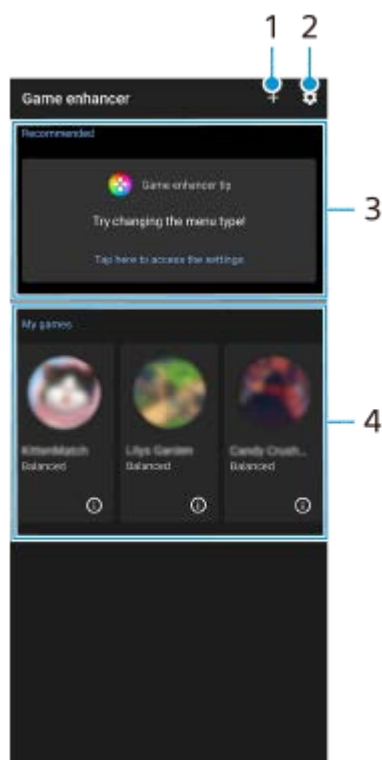 1 2
Game enhancer +
Recommended
Game enhancer tip
Try changing the menu type!
Tap here to access the settings
3
My games
KittenMatch Lilys Garden Candy Crush...
Balanced Balanced Balanced
4